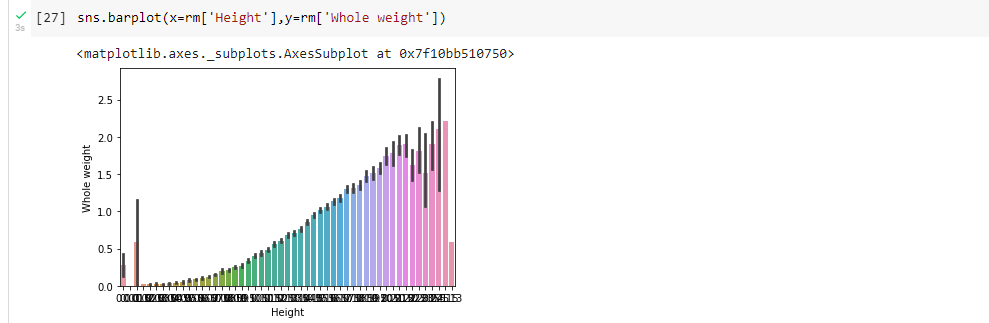 [27] sns.barplot(x=rm['Height'],y=rm['Whole weight'])
3s
<matplotlib.axes._subplots.AxesSubplot at 0x7f10bb510750>
2.5
2.0
1.5
1.0
0.5
0.0
Whole weight
Height